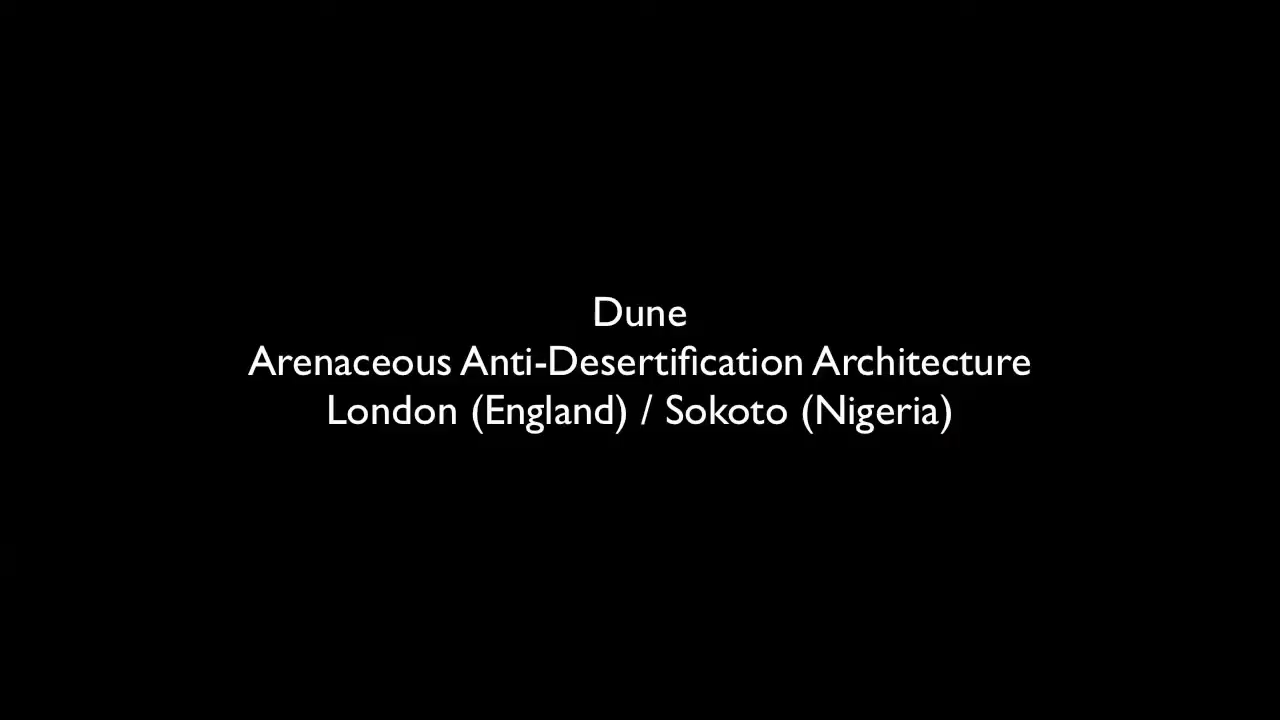 Dune
Arenaceous Anti-Desertification Architecture
London (England) / Sokoto (Nigeria)